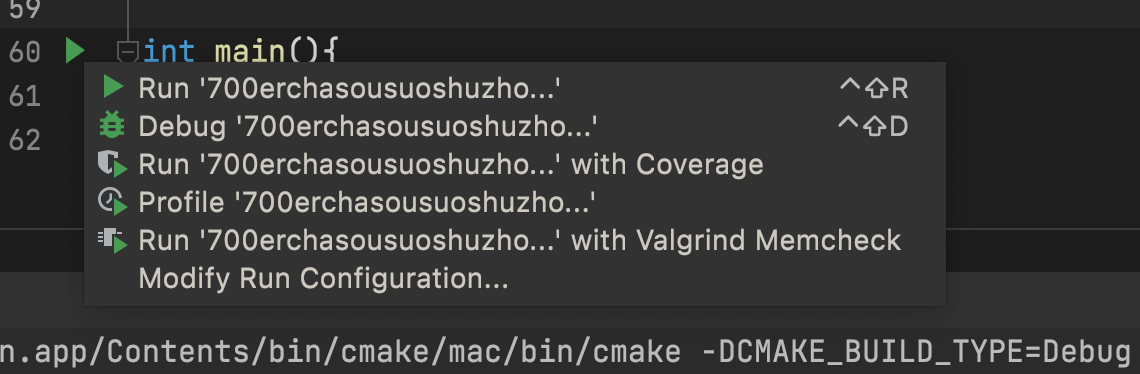 59
60 int main(){
61
62
Run '700erchasousuoshuzho...' ^⇧R
Debug '700erchasousuoshuzho...' ^⇧D
Run '700erchasousuoshuzho...' with Coverage
Profile '700erchasousuoshuzho...'
Run '700erchasousuoshuzho...' with Valgrind Memcheck
Modify Run Configuration...
n.app/Contents/bin/cmake/mac/bin/cmake -DCMAKE_BUILD_TYPE=Debug